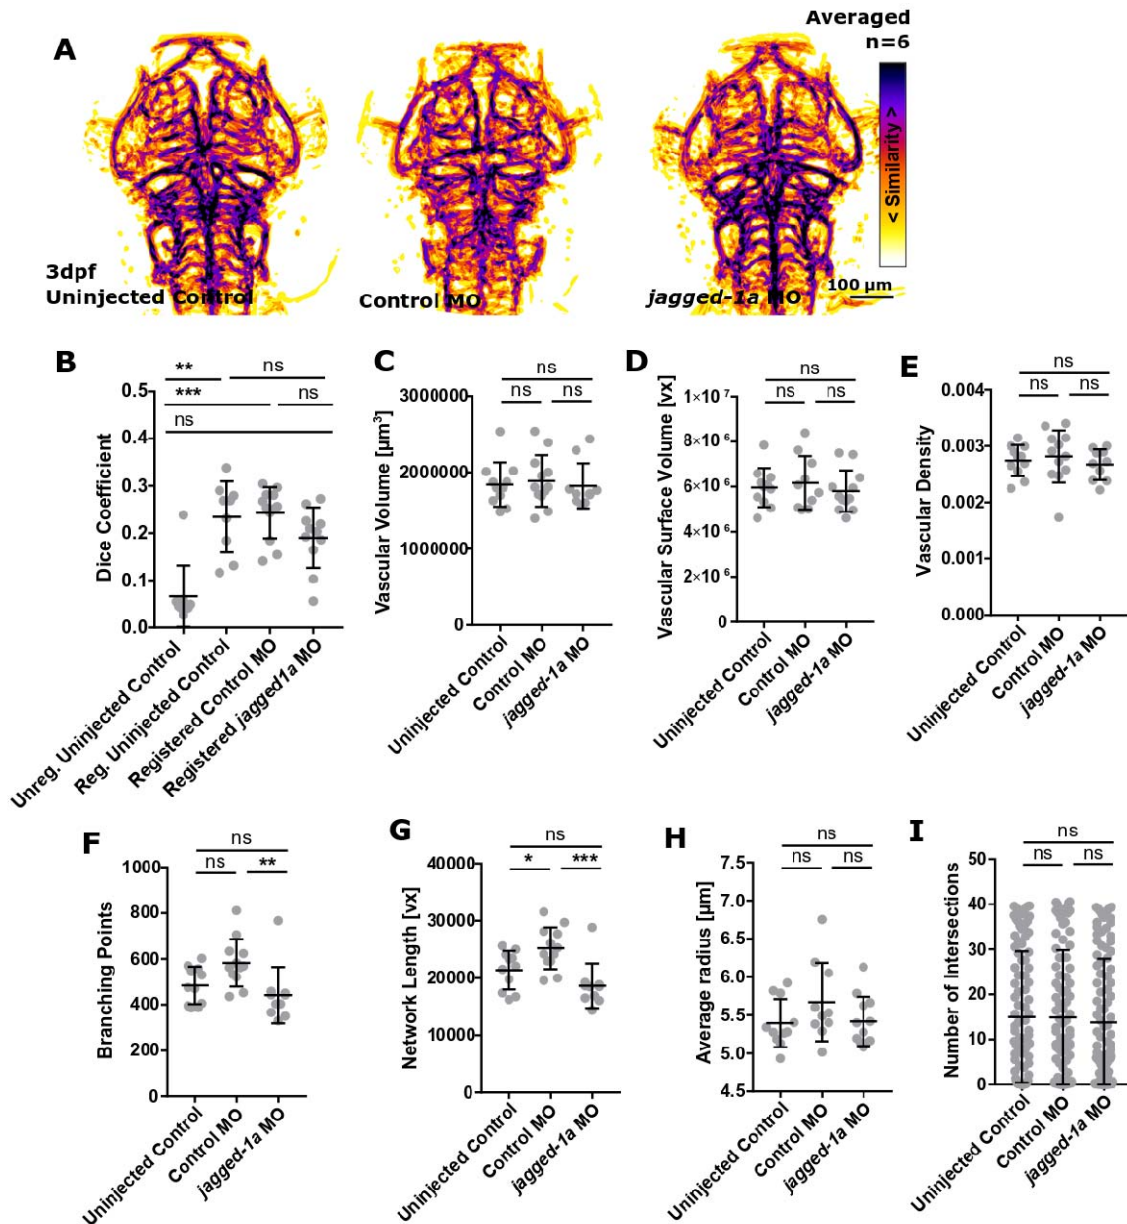 A
Averaged
n=6
< Similarity >
3dpf
Uninjected Control
Control MO
jagged-1a MO
100 µm
B
**
ns
***
ns
ns
Dice Coefficient
0.5
0.4
0.3
0.2
0.1
0.0
Unreg. Uninjected Control
Reg. Uninjected Control
Registered Control MO
Registered jagged1a MO
C
ns
ns
ns
Vascular Volume [µm³]
3000000
2000000
1000000
0
Uninjected Control
Control MO
jagged-1a MO
D
ns
ns
ns
Vascular Surface Volume [vx]
1×10⁷
8×10⁶
6×10⁶
4×10⁶
2×10⁶
0
Uninjected Control
Control MO
jagged-1a MO
E
ns
ns
ns
Vascular Density
0.004
0.003
0.002
0.001
0.000
Uninjected Control
Control MO
jagged-1a MO
F
ns
ns
**
Branching Points
1000
800
600
400
200
0
Uninjected Control
Control MO
jagged-1a MO
G
ns
*
***
Network Length [vx]
40000
30000
20000
10000
0
Uninjected Control
Control MO
jagged-1a MO
H
ns
ns
ns
Average radius [µm]
7.5
7.0
6.5
6.0
5.5
5.0
4.5
Uninjected Control
Control MO
jagged-1a MO
I
ns
ns
ns
Number of Intersections
50
40
30
20
10
0
Uninjected Control
Control MO
jagged-1a MO